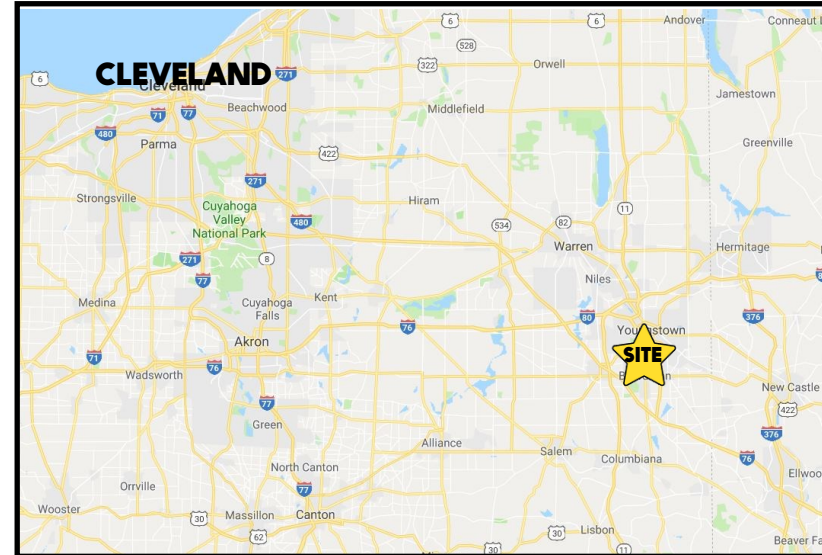 6
6
Andover
Conneaut L
528
CLEVELAND
Cleveland
271
322
Orwell
6
Jamestown
Beachwood
Middlefield
71
77
480
Parma
422
Greenville
271
Strongsville
Cuyahoga
Valley
National Park
Hiram
11
480
534
82
Warren
Hermitage
271
8
77
Niles
8
Medina
Cuyahoga
Falls
Kent
80
376
76
Youngstown
Akron
SITE
71
76
Wadsworth
New Castle
77
422
Green
376
Alliance
Salem
Columbiana
76
North Canton
Ellwoo
77
Orrville
Wooster
30
Massillon
Canton
62
30
Lisbon
30
11
Beaver Fa